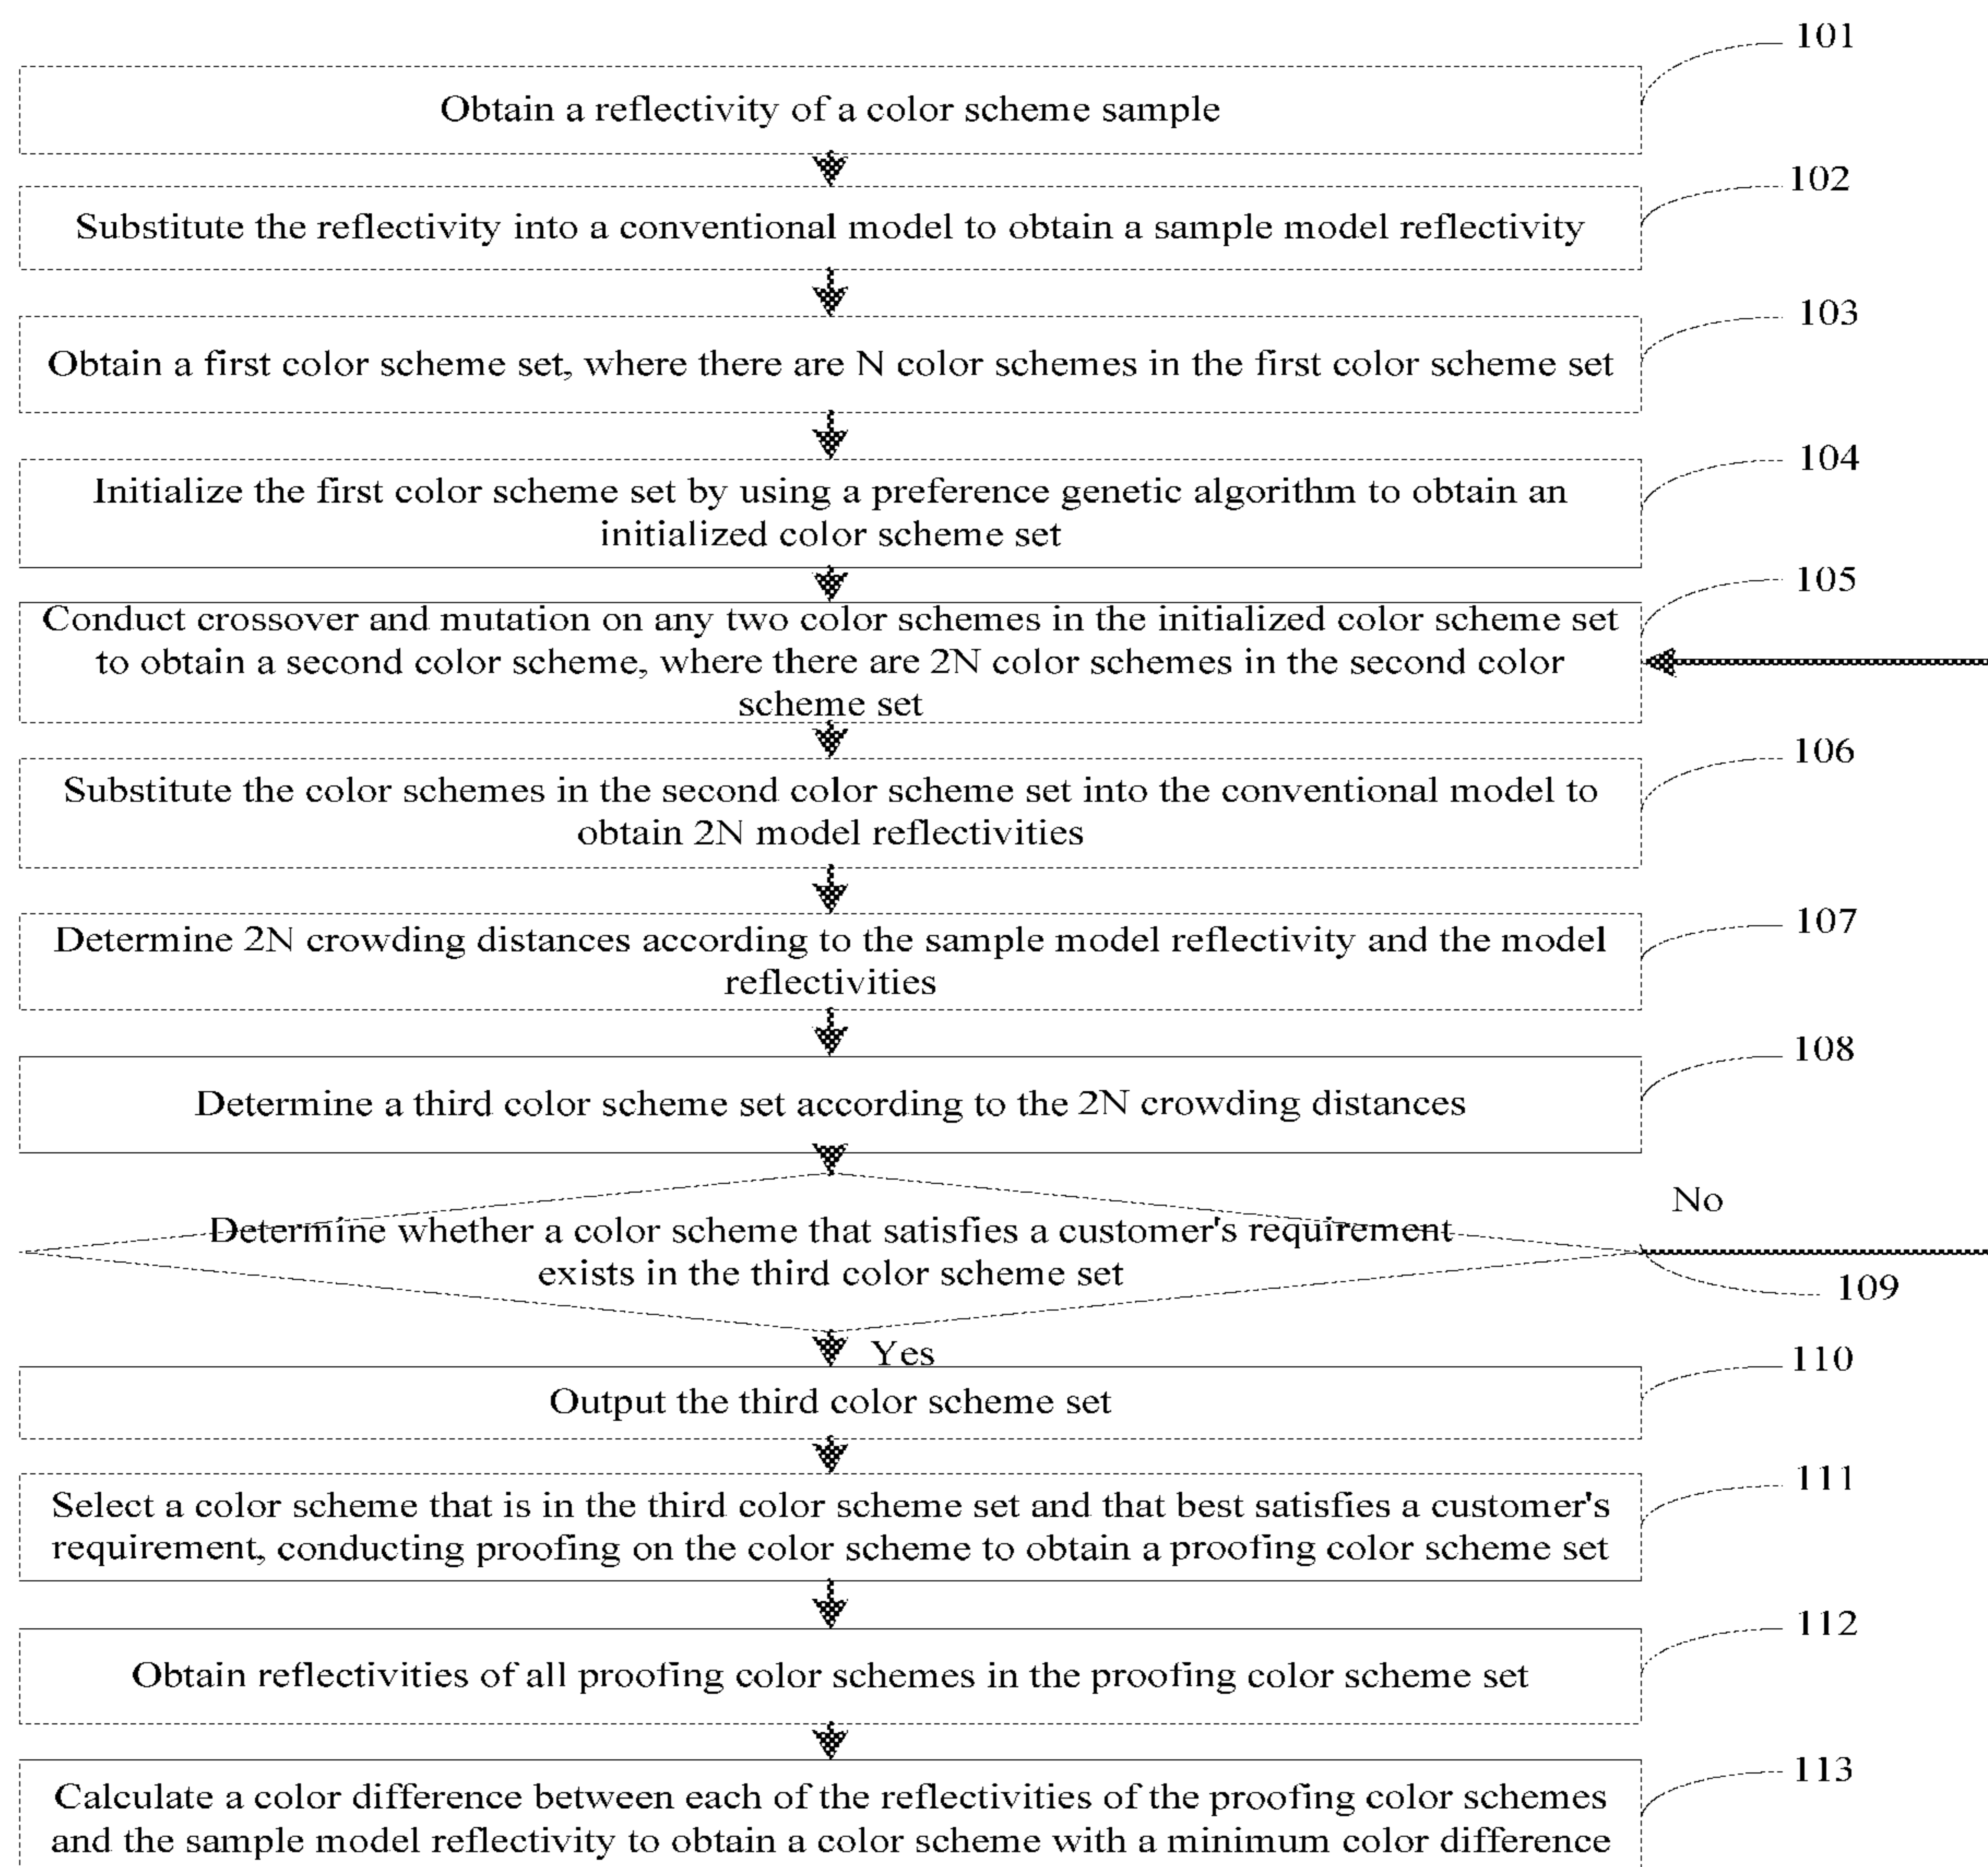 101
Obtain a reflectivity of a color scheme sample
102
Substitute the reflectivity into a conventional model to obtain a sample model reflectivity
103
Obtain a first color scheme set, where there are N color schemes in the first color scheme set
104
Initialize the first color scheme set by using a preference genetic algorithm to obtain an
initialized color scheme set
105
Conduct crossover and mutation on any two color schemes in the initialized color scheme set
to obtain a second color scheme, where there are 2N color schemes in the second color
scheme set
106
Substitute the color schemes in the second color scheme set into the conventional model to
obtain 2N model reflectivities
107
Determine 2N crowding distances according to the sample model reflectivity and the model
reflectivities
108
Determine a third color scheme set according to the 2N crowding distances
No
Determine whether a color scheme that satisfies a customer's requirement
exists in the third color scheme set
109
Yes
110
Output the third color scheme set
111
Select a color scheme that is in the third color scheme set and that best satisfies a customer's
requirement, conducting proofing on the color scheme to obtain a proofing color scheme set
112
Obtain reflectivities of all proofing color schemes in the proofing color scheme set
113
Calculate a color difference between each of the reflectivities of the proofing color schemes
and the sample model reflectivity to obtain a color scheme with a minimum color difference